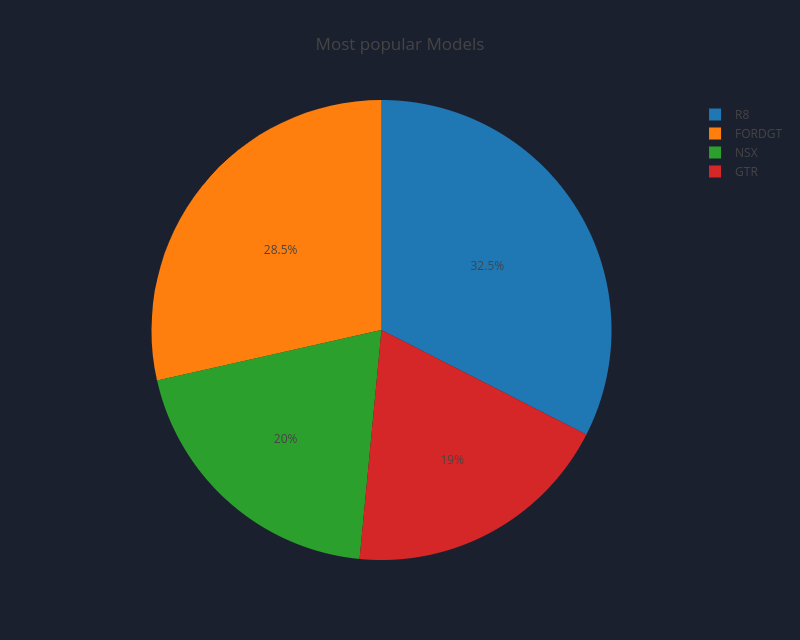 Most popular Models
R8
FORDGT
NSX
GTR
28.5%
32.5%
20%
19%